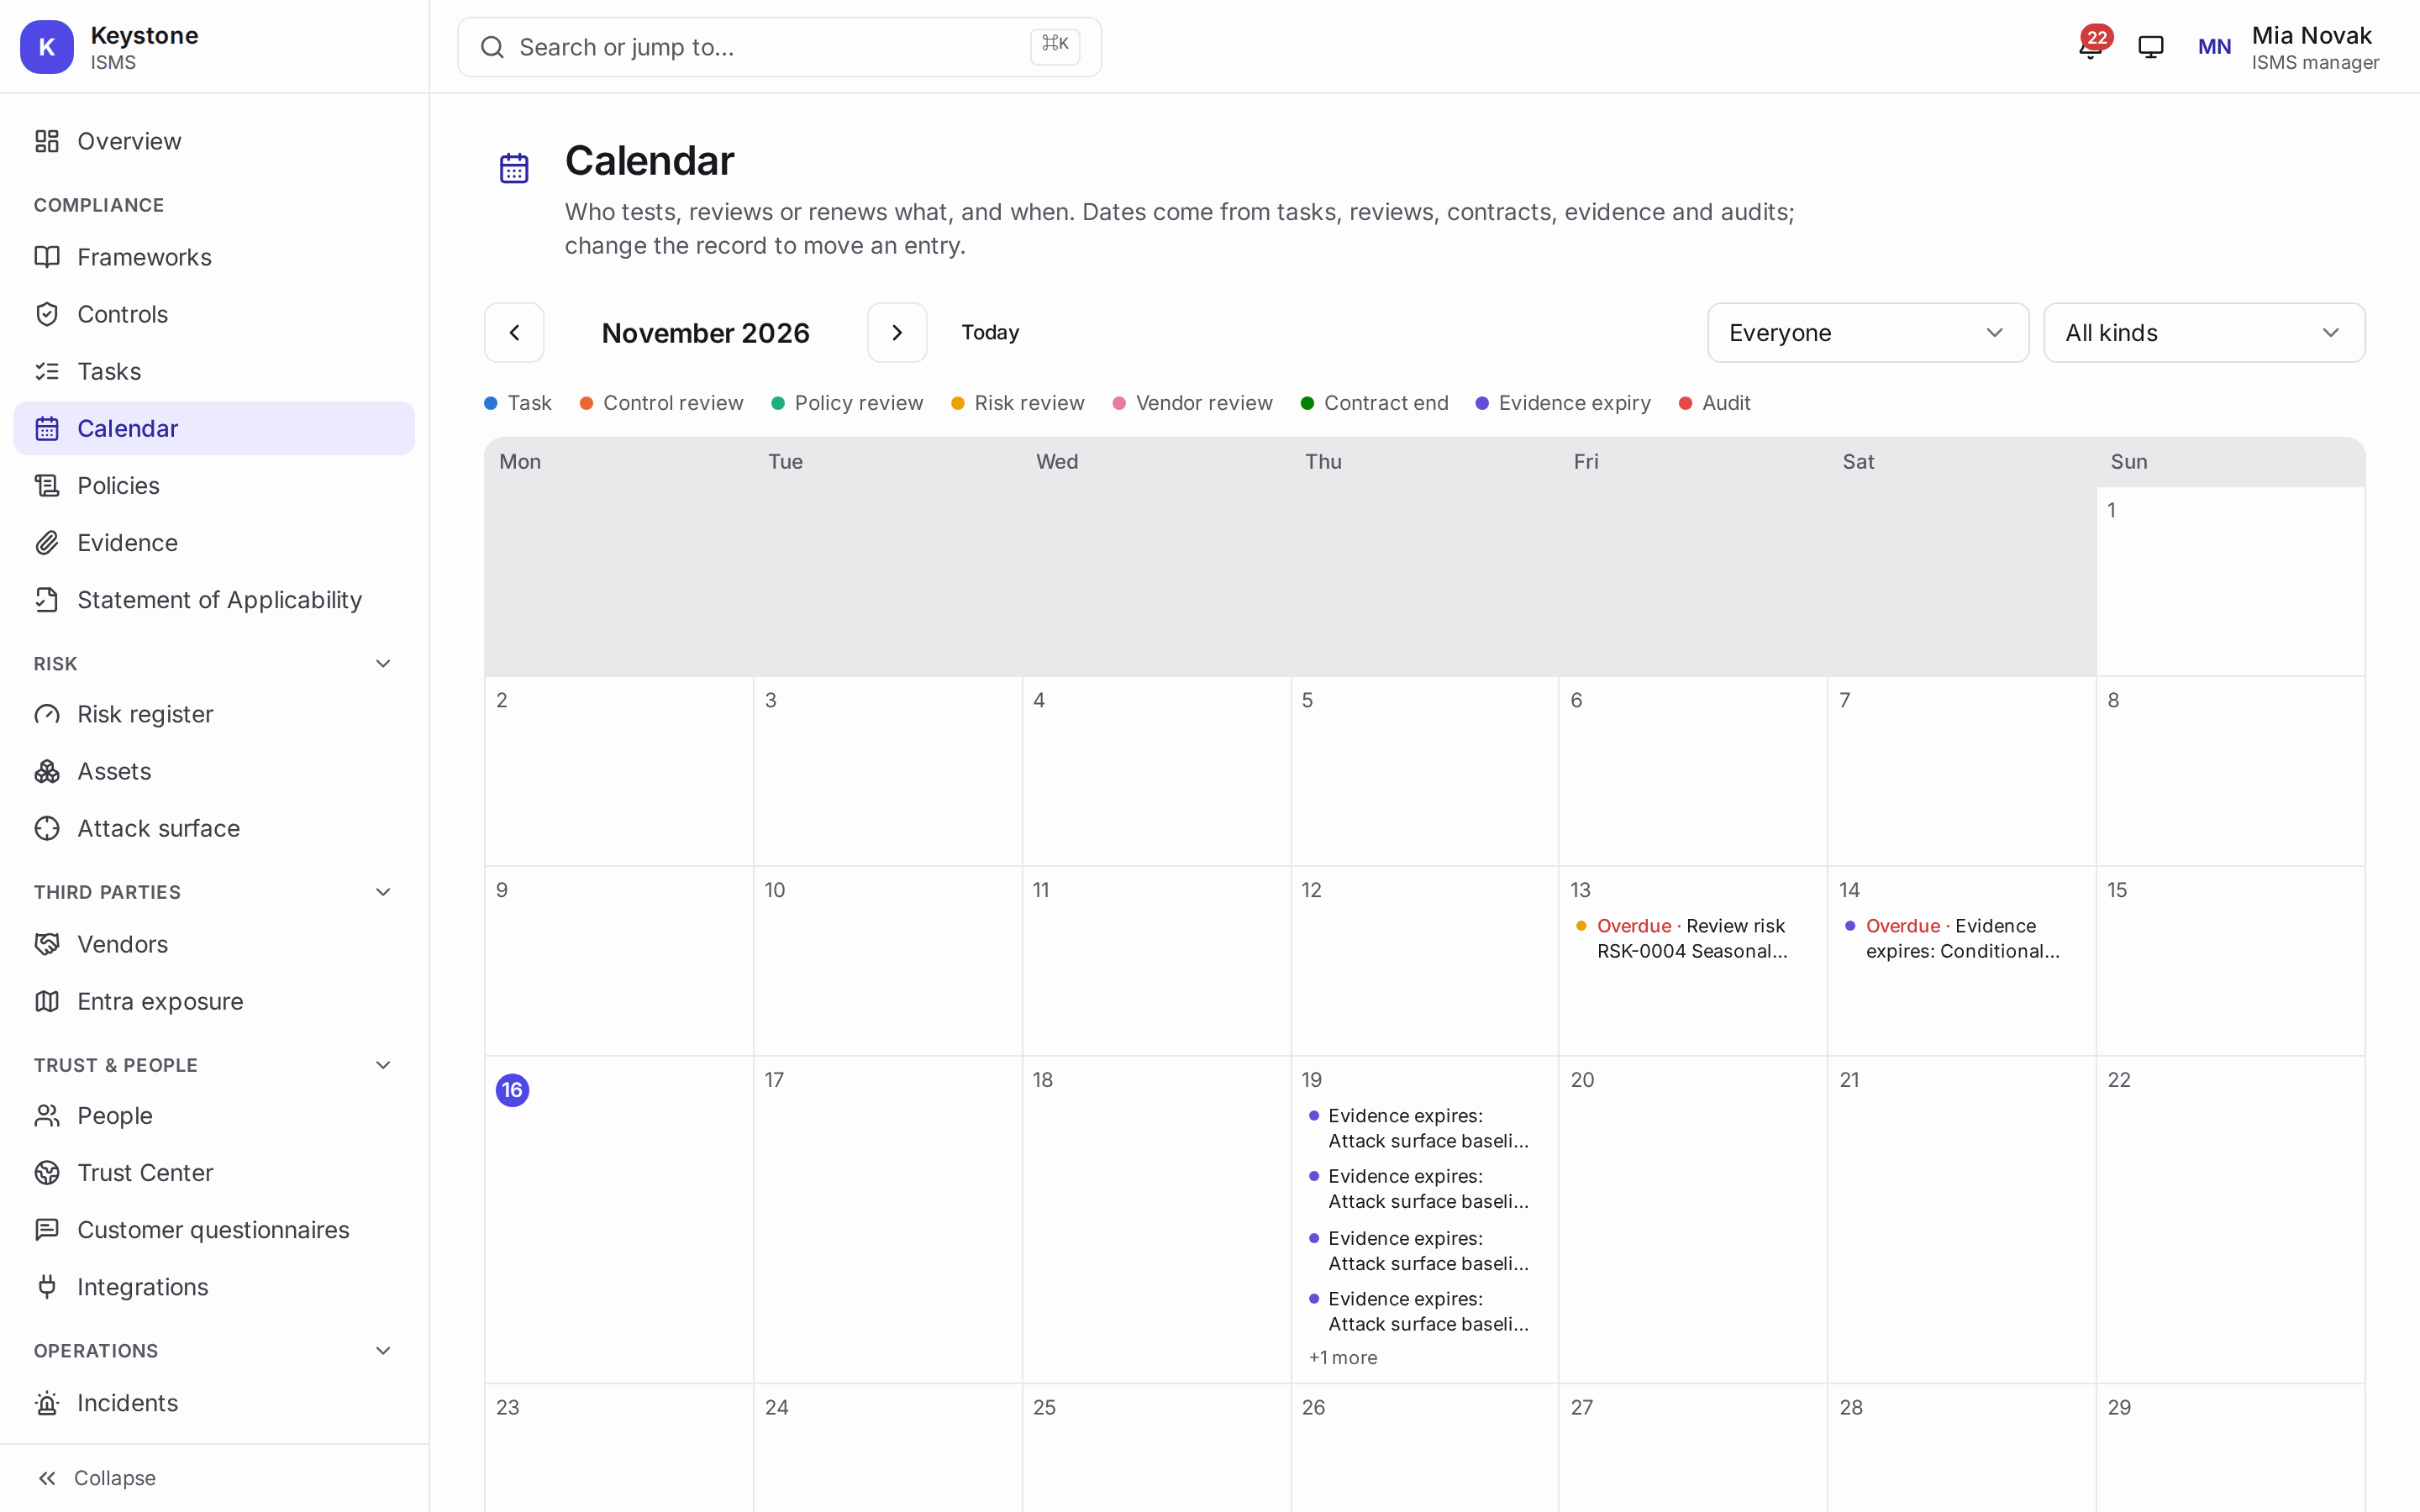 K
Keystone
ISMS
Search or jump to...
⌘K
22
MN
Mia Novak
ISMS manager
Overview
COMPLIANCE
Frameworks
Controls
Tasks
Calendar
Policies
Evidence
Statement of Applicability
RISK
Risk register
Assets
Attack surface
THIRD PARTIES
Vendors
Entra exposure
TRUST & PEOPLE
People
Trust Center
Customer questionnaires
Integrations
OPERATIONS
Incidents
Collapse
Calendar
Who tests, reviews or renews what, and when. Dates come from tasks, reviews, contracts, evidence and audits;
change the record to move an entry.
November 2026
Today
Everyone
All kinds
Task
Control review
Policy review
Risk review
Vendor review
Contract end
Evidence expiry
Audit
Mon
Tue
Wed
Thu
Fri
Sat
Sun
1
2
3
4
5
6
7
8
9
10
11
12
13
Overdue · Review risk
RSK-0004 Seasonal...
14
Overdue · Evidence
expires: Conditional...
15
16
17
18
19
Evidence expires:
Attack surface baseli...
Evidence expires:
Attack surface baseli...
Evidence expires:
Attack surface baseli...
Evidence expires:
Attack surface baseli...
+1 more
20
21
22
23
24
25
26
27
28
29